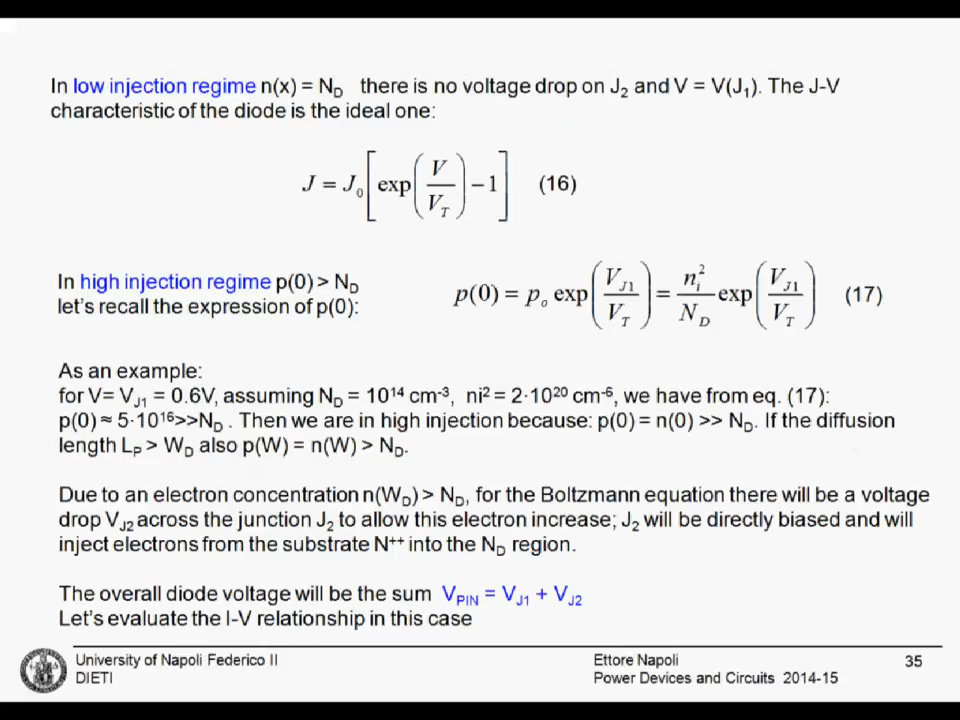 In low injection regime n(x) = N_D there is no voltage drop on J_2 and V = V(J_1). The J-V
characteristic of the diode is the ideal one:
J = J_0 [ exp( V / V_T ) − 1 ] (16)
In high injection regime p(0) > N_D
let's recall the expression of p(0):
p(0) = p_o exp( V_J1 / V_T ) = n_i^2 / N_D exp( V_J1 / V_T ) (17)
As an example:
for V= V_J1 = 0.6V, assuming N_D = 10^14 cm^-3, ni^2 = 2·10^20 cm^-6, we have from eq. (17):
p(0) ≈ 5·10^16>>N_D . Then we are in high injection because: p(0) = n(0) >> N_D. If the diffusion
length L_P > W_D also p(W) = n(W) > N_D.
Due to an electron concentration n(W_D) > N_D, for the Boltzmann equation there will be a voltage
drop V_J2 across the junction J_2 to allow this electron increase; J_2 will be directly biased and will
inject electrons from the substrate N^++ into the N_D region.
The overall diode voltage will be the sum V_PIN = V_J1 + V_J2
Let's evaluate the I-V relationship in this case
University of Napoli Federico II
DIETI
Ettore Napoli
Power Devices and Circuits 2014-15
35